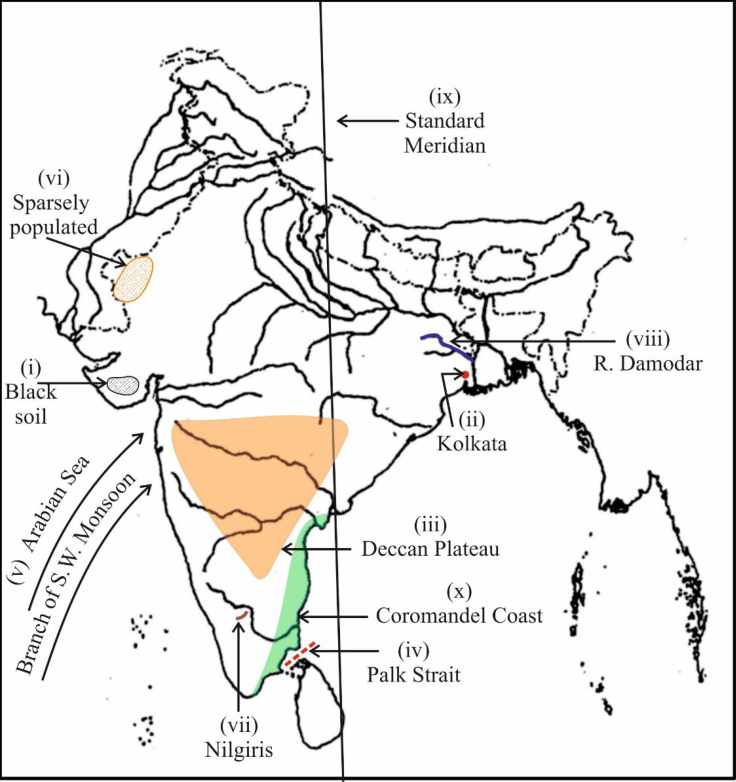 (ix)
Standard
Meridian
(vi)
Sparsely
populated
(viii)
R. Damodar
(i)
Black
soil
(ii)
Kolkata
(v) Arabian Sea
Branch of S.W. Monsoon
(iii)
Deccan Plateau
(x)
Coromandel Coast
(iv)
Palk Strait
(vii)
Nilgiris